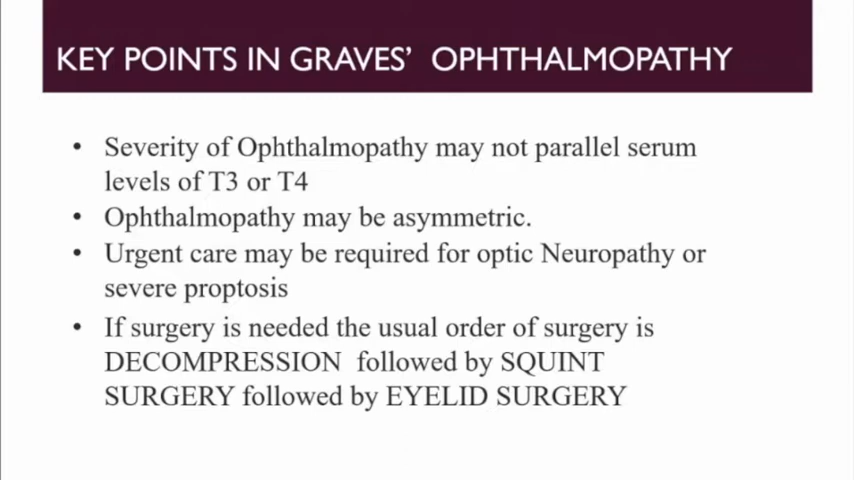 KEY POINTS IN GRAVES' OPHTHALMOPATHY
• Severity of Ophthalmopathy may not parallel serum
levels of T3 or T4
• Ophthalmopathy may be asymmetric.
• Urgent care may be required for optic Neuropathy or
severe proptosis
• If surgery is needed the usual order of surgery is
DECOMPRESSION followed by SQUINT
SURGERY followed by EYELID SURGERY